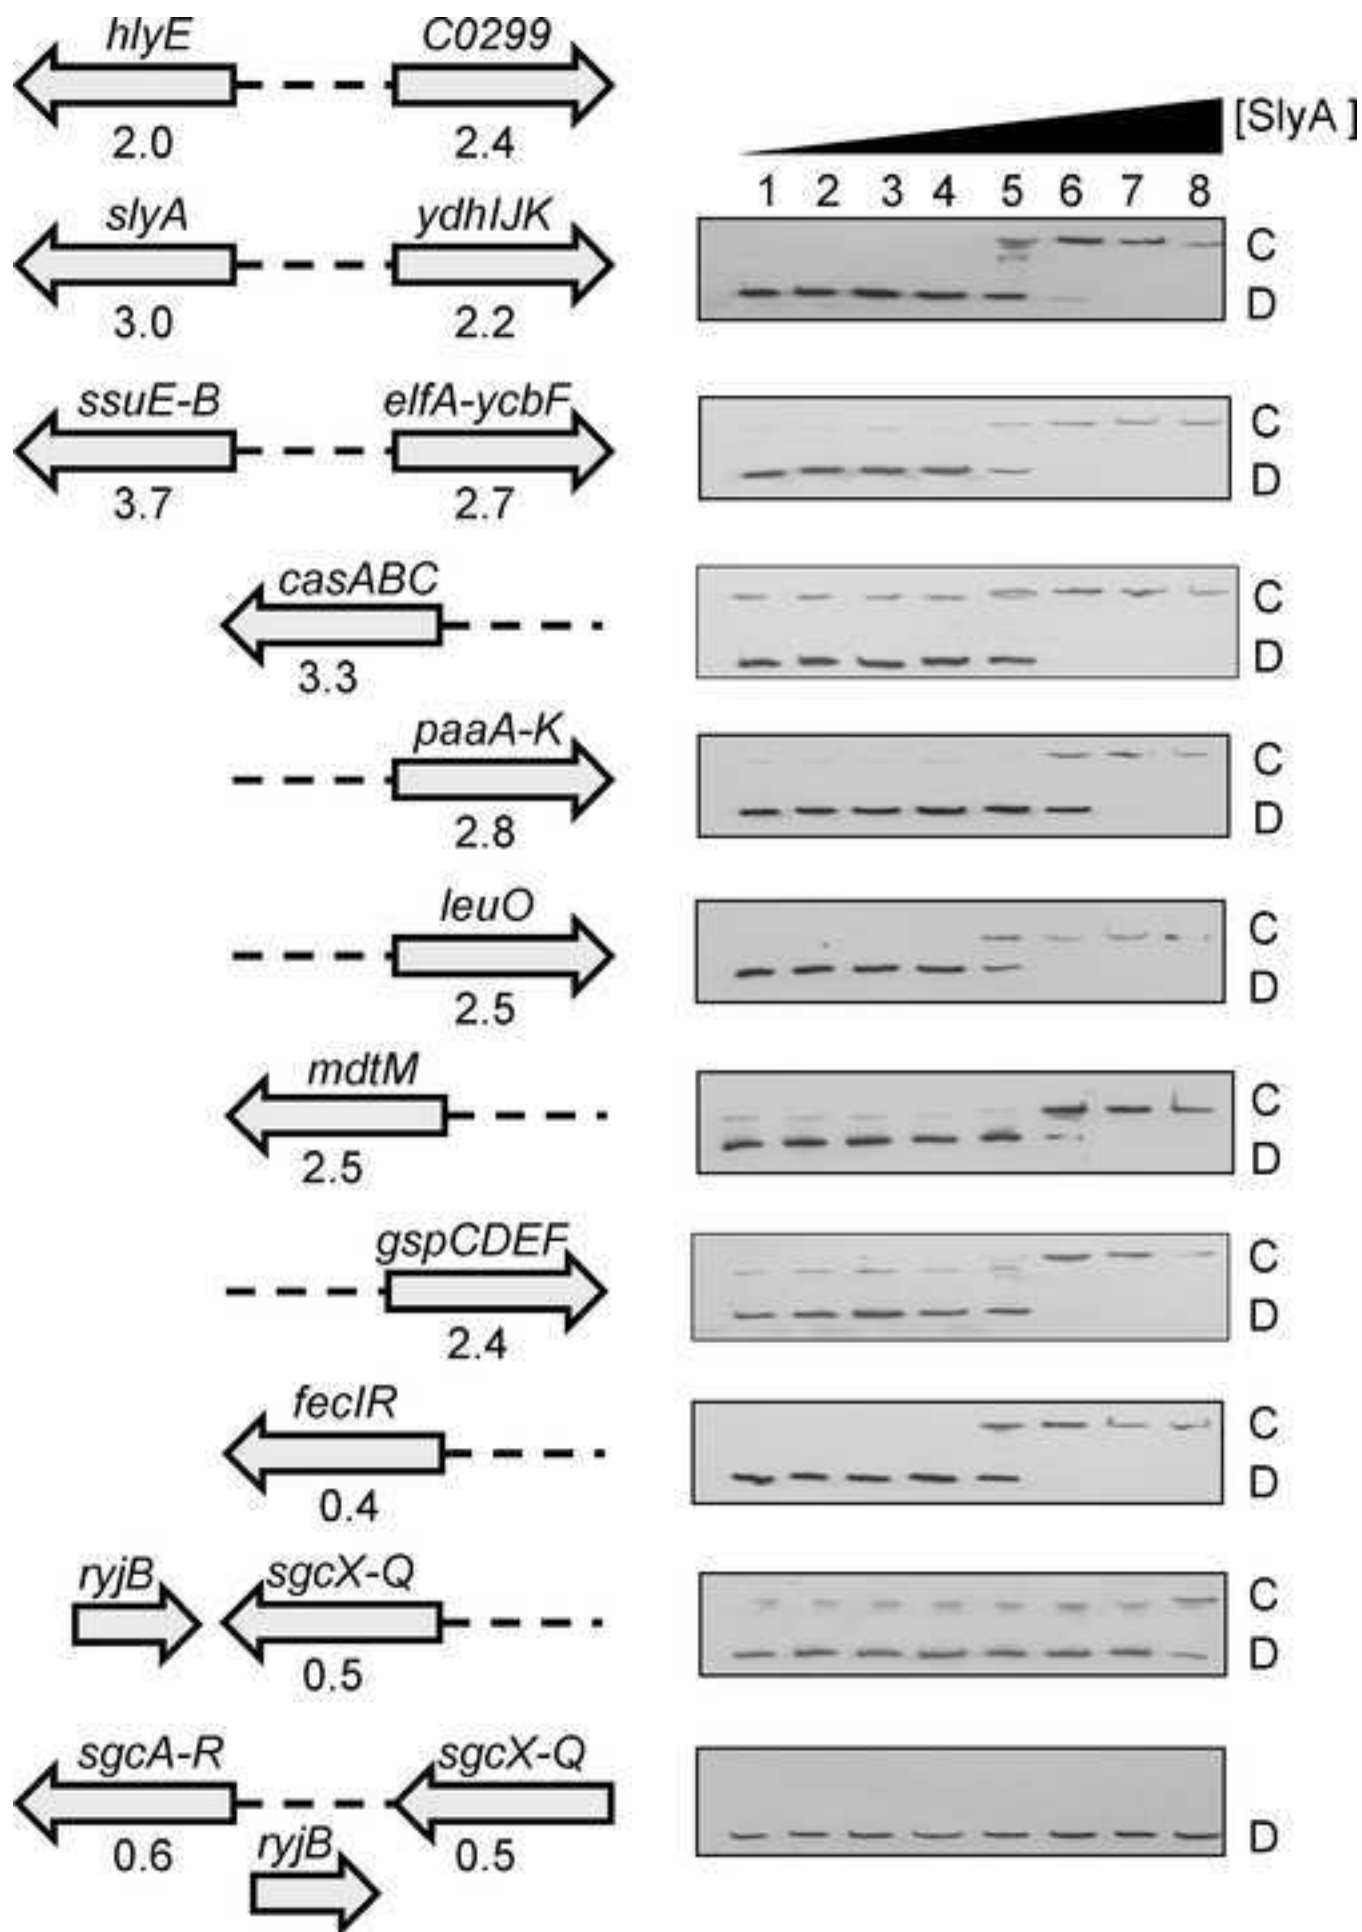 hlyE C0299
2.0 2.4
[SlyA ]
1 2 3 4 5 6 7 8
slyA ydhIJK
3.0 2.2
C
D
ssuE-B elfA-ycbF
3.7 2.7
C
D
casABC
3.3
C
D
paaA-K
2.8
C
D
leuO
2.5
C
D
mdtM
2.5
C
D
gspCDEF
2.4
C
D
fecIR
0.4
C
D
ryjB sgcX-Q
0.5
C
D
sgcA-R sgcX-Q
0.6 ryjB 0.5
D